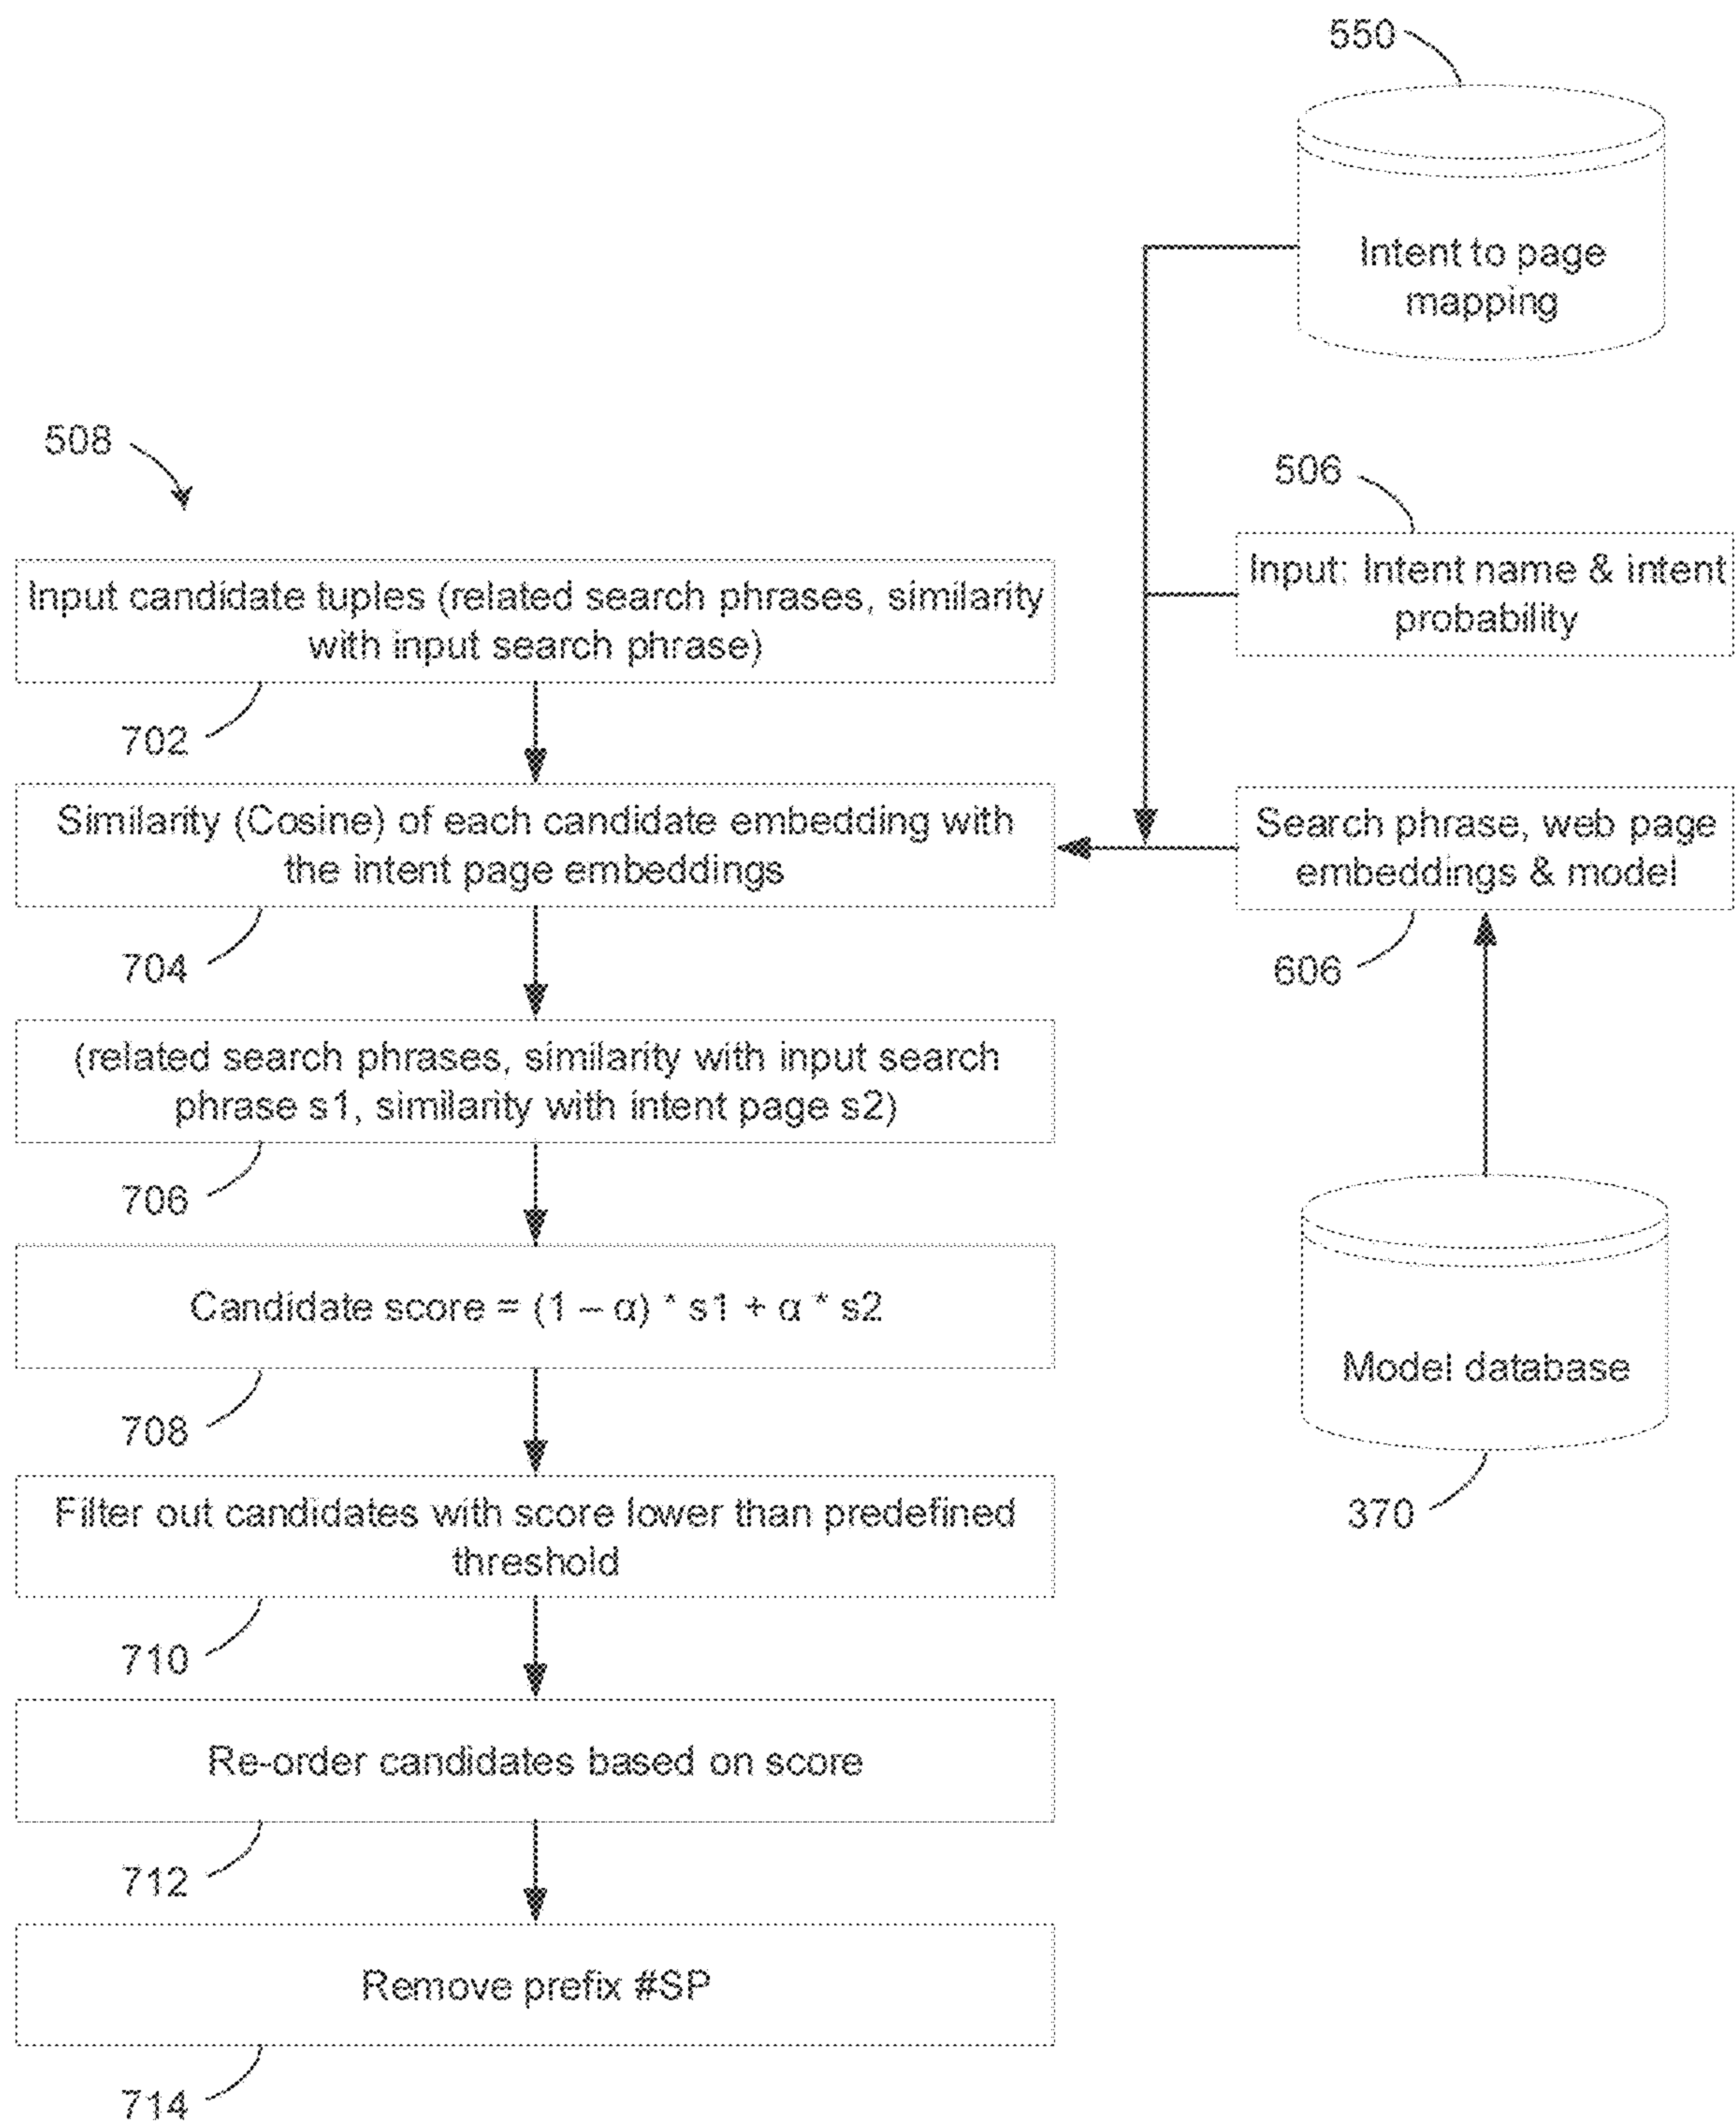 550
Intent to page
mapping
508
506
Input: Intent name & intent
probability
Input candidate tuples (related search phrases, similarity
with input search phrase)
702
Similarity (Cosine) of each candidate embedding with
the intent page embeddings
704
Search phrase, web page
embeddings & model
606
(related search phrases, similarity with input search
phrase s1, similarity with intent page s2)
706
Candidate score = (1 – α) * s1 + α * s2
708
Model database
370
Filter out candidates with score lower than predefined
threshold
710
Re-order candidates based on score
712
Remove prefix #SP
714